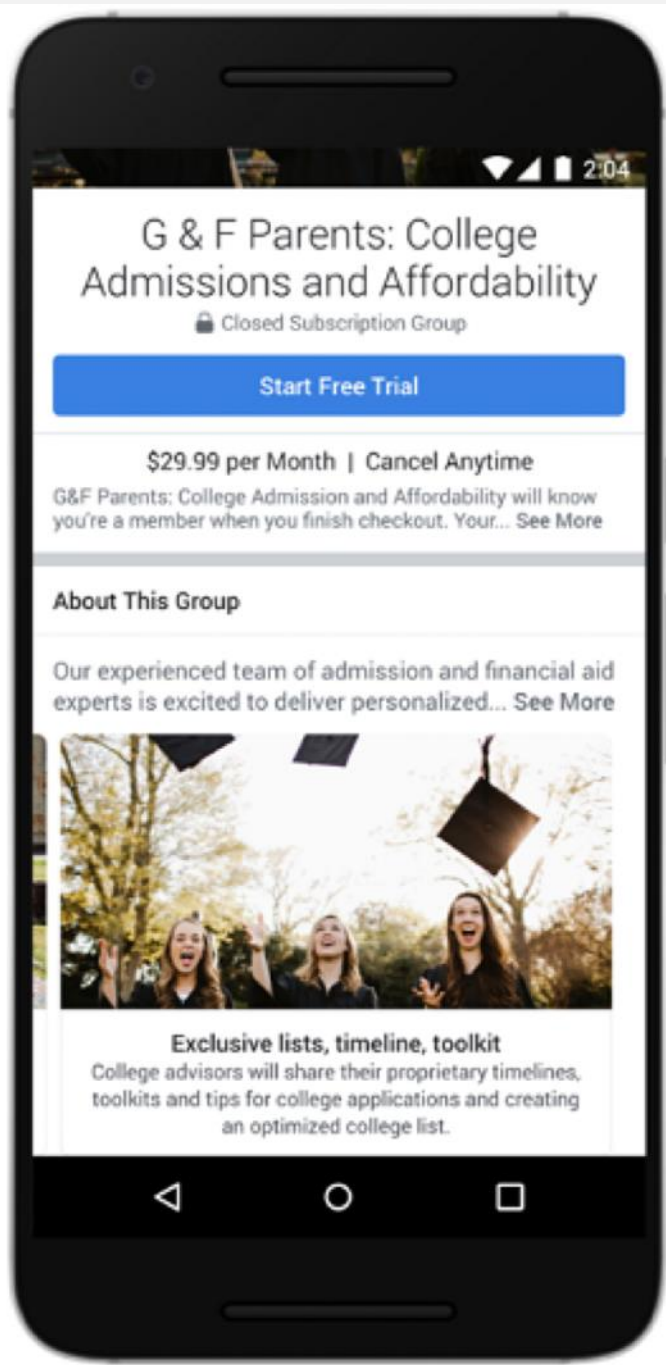 2:04
G & F Parents: College
Admissions and Affordability
Closed Subscription Group
Start Free Trial
$29.99 per Month | Cancel Anytime
G&F Parents: College Admission and Affordability will know
you're a member when you finish checkout. Your... See More
About This Group
Our experienced team of admission and financial aid
experts is excited to deliver personalized... See More
Exclusive lists, timeline, toolkit
College advisors will share their proprietary timelines,
toolkits and tips for college applications and creating
an optimized college list.